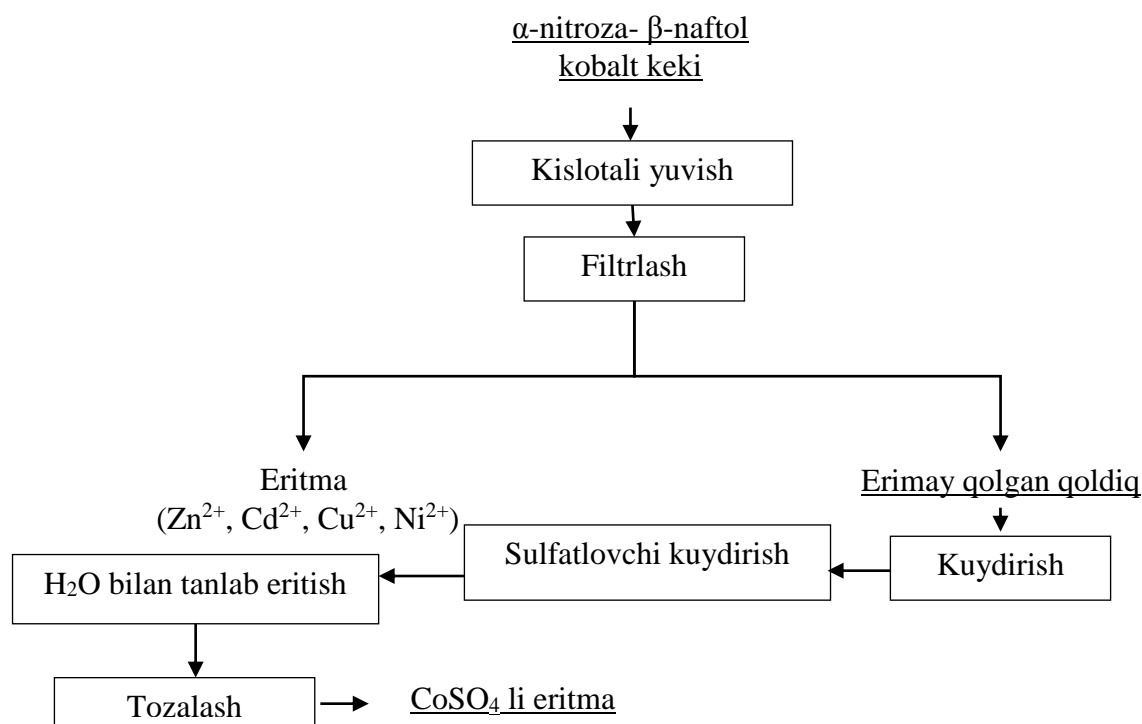 α-nitroza- β-naftol
kobalt keki
Kislotali yuvish
Filtrlash
Eritma
(Zn²⁺, Cd²⁺, Cu²⁺, Ni²⁺)
Erimay qolgan qoldiq
Kuydirish
Sulfatlovchi kuydirish
H₂O bilan tanlab eritish
Tozalash
CoSO₄ li eritma